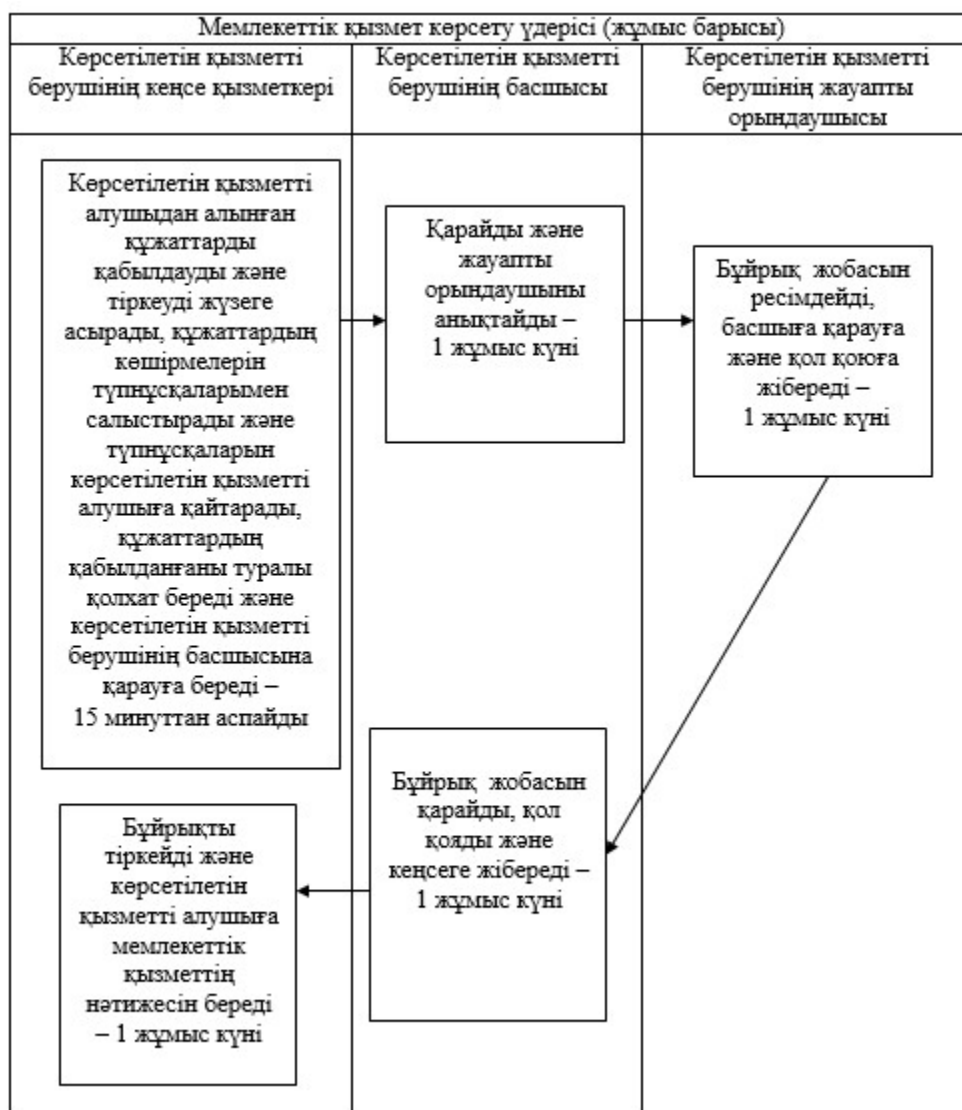 Мемлекеттік қызмет көрсету үдерісі (жұмыс барысы)
Көрсетілетін қызметті
берушінің кеңсе қызметкері
Көрсетілетін қызметті
берушінің басшысы
Көрсетілетін қызметті
берушінің жауапты
орындаушысы
Көрсетілетін қызметті
алушыдан алынған
құжаттарды
қабылдауды және
тіркеуді жүзеге
асырады, құжаттардың
көшірмелерін
түпнұсқаларымен
салыстырады және
түпнұсқаларын
көрсетілетін қызметті
алушыға қайтарады,
құжаттардың
қабылданғаны туралы
қолхат береді және
көрсетілетін қызметті
берушінің басшысына
қарауға береді –
15 минуттан аспайды
Қарайды және
жауапты
орындаушыны
анықтайды –
1 жұмыс күні
Бұйрық жобасын
ресімдейді,
басшыға қарауға
және қол қоюға
жібереді –
1 жұмыс күні
Бұйрық жобасын
қарайды, қол
қояды және
кеңсеге жібереді –
1 жұмыс күні
Бұйрықты
тіркейді және
көрсетілетін
қызметті алушыға
мемлекеттік
қызметтің
нәтижесін береді
– 1 жұмыс күні